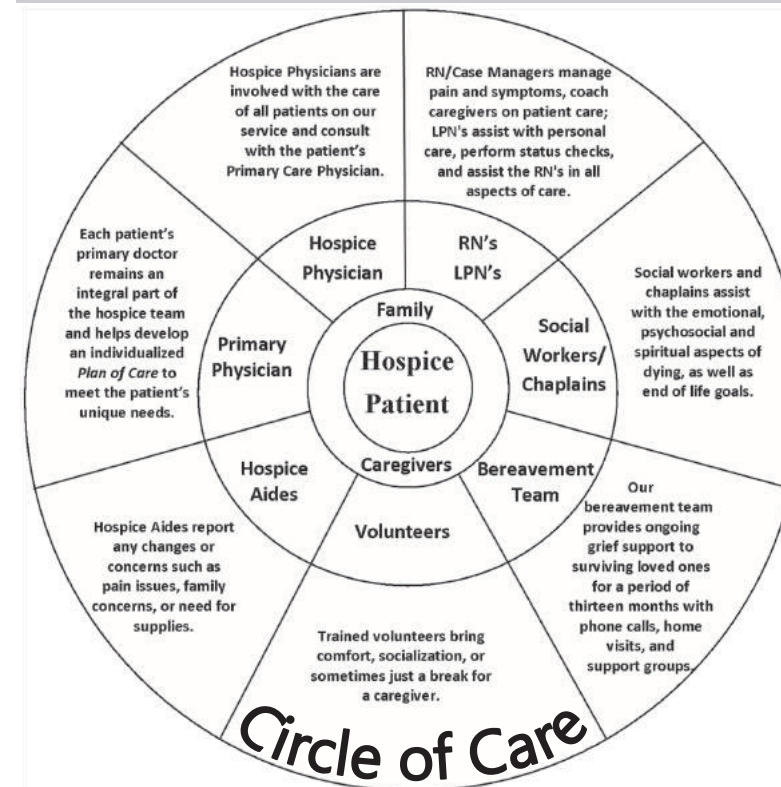 Hospice Physicians are
involved with the care
of all patients on our
service and consult
with the patient's
Primary Care Physician.
RN/Case Managers manage
pain and symptoms, coach
caregivers on patient care;
LPN's assist with personal
care, perform status checks,
and assist the RN's in all
aspects of care.
Each patient's
primary doctor
remains an
integral part of
the hospice team
and helps develop
an individualized
Plan of Care to
meet the patient's
unique needs.
Hospice
Physician
RN's
LPN's
Social workers and
chaplains assist
with the emotional,
psychosocial and
spiritual aspects of
dying, as well as
end of life goals.
Primary
Physician
Family
Hospice
Patient
Caregivers
Social
Workers/
Chaplains
Hospice
Aides
Volunteers
Bereavement
Team
Hospice Aides report
any changes or
concerns such as
pain issues, family
concerns, or need for
supplies.
Trained volunteers bring
comfort, socialization, or
sometimes just a break for
a caregiver.
Our
bereavement team
provides ongoing
grief support to
surviving loved ones
for a period of
thirteen months with
phone calls, home
visits, and
support groups.
Circle of Care